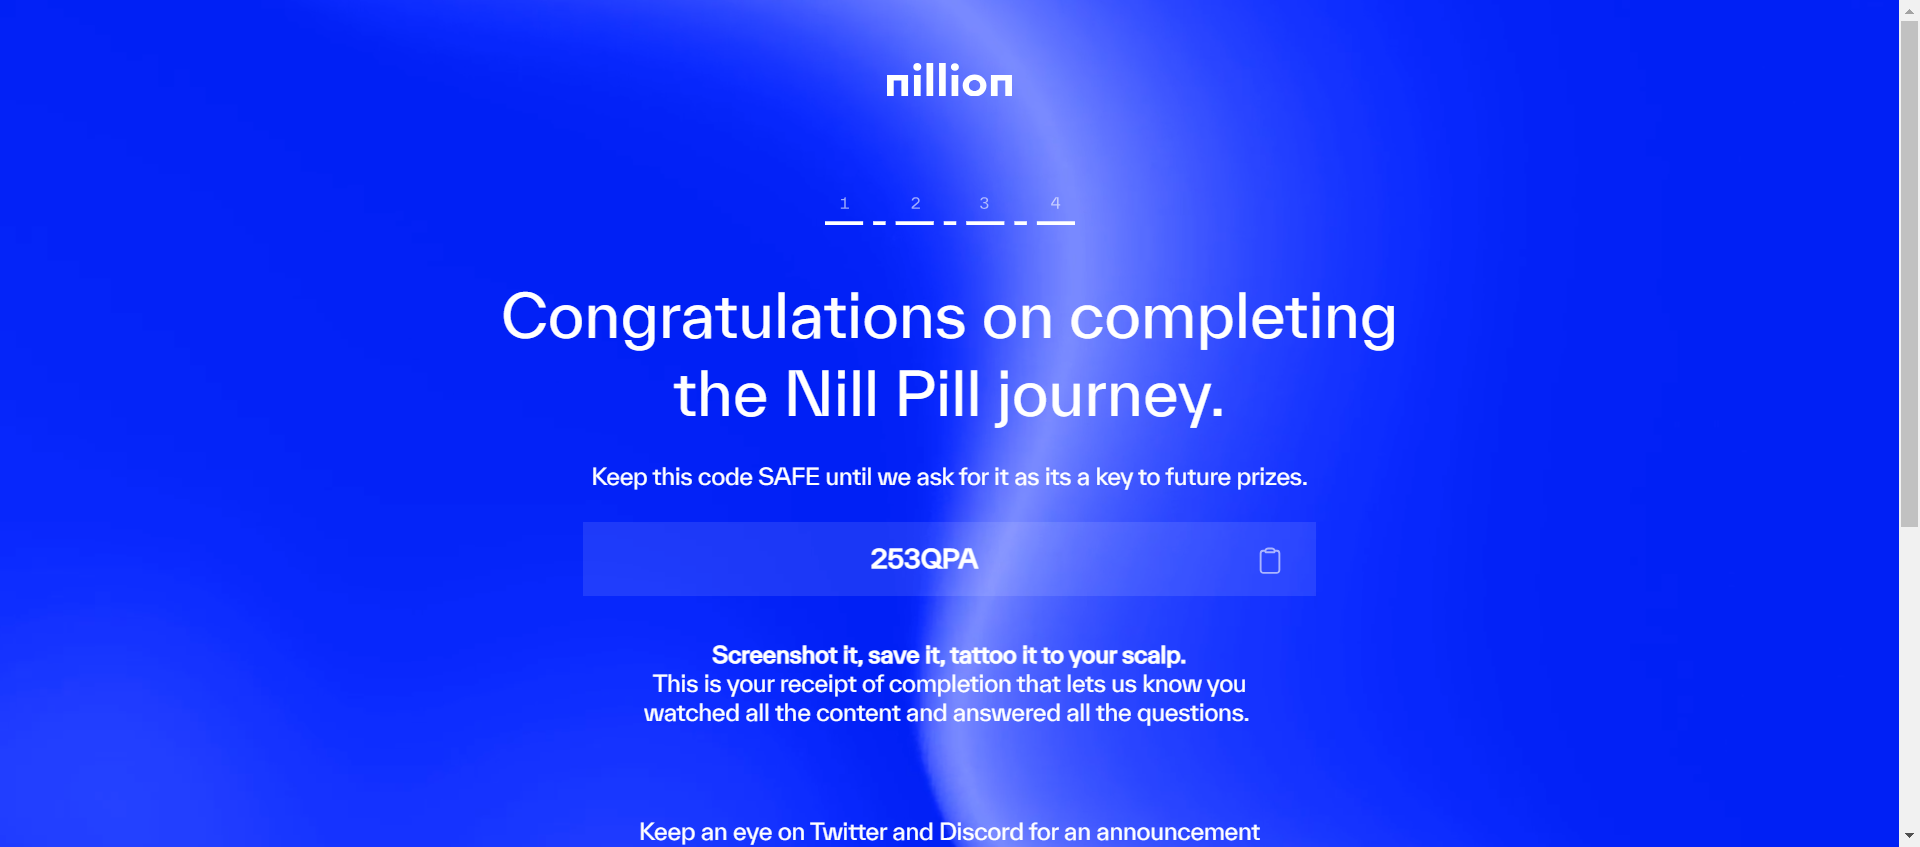 nillion
1 2 3 4
Congratulations on completing
the Nill Pill journey.
Keep this code SAFE until we ask for it as its a key to future prizes.
253QPA
Screenshot it, save it, tattoo it to your scalp.
This is your receipt of completion that lets us know you
watched all the content and answered all the questions.
Keep an eye on Twitter and Discord for an announcement